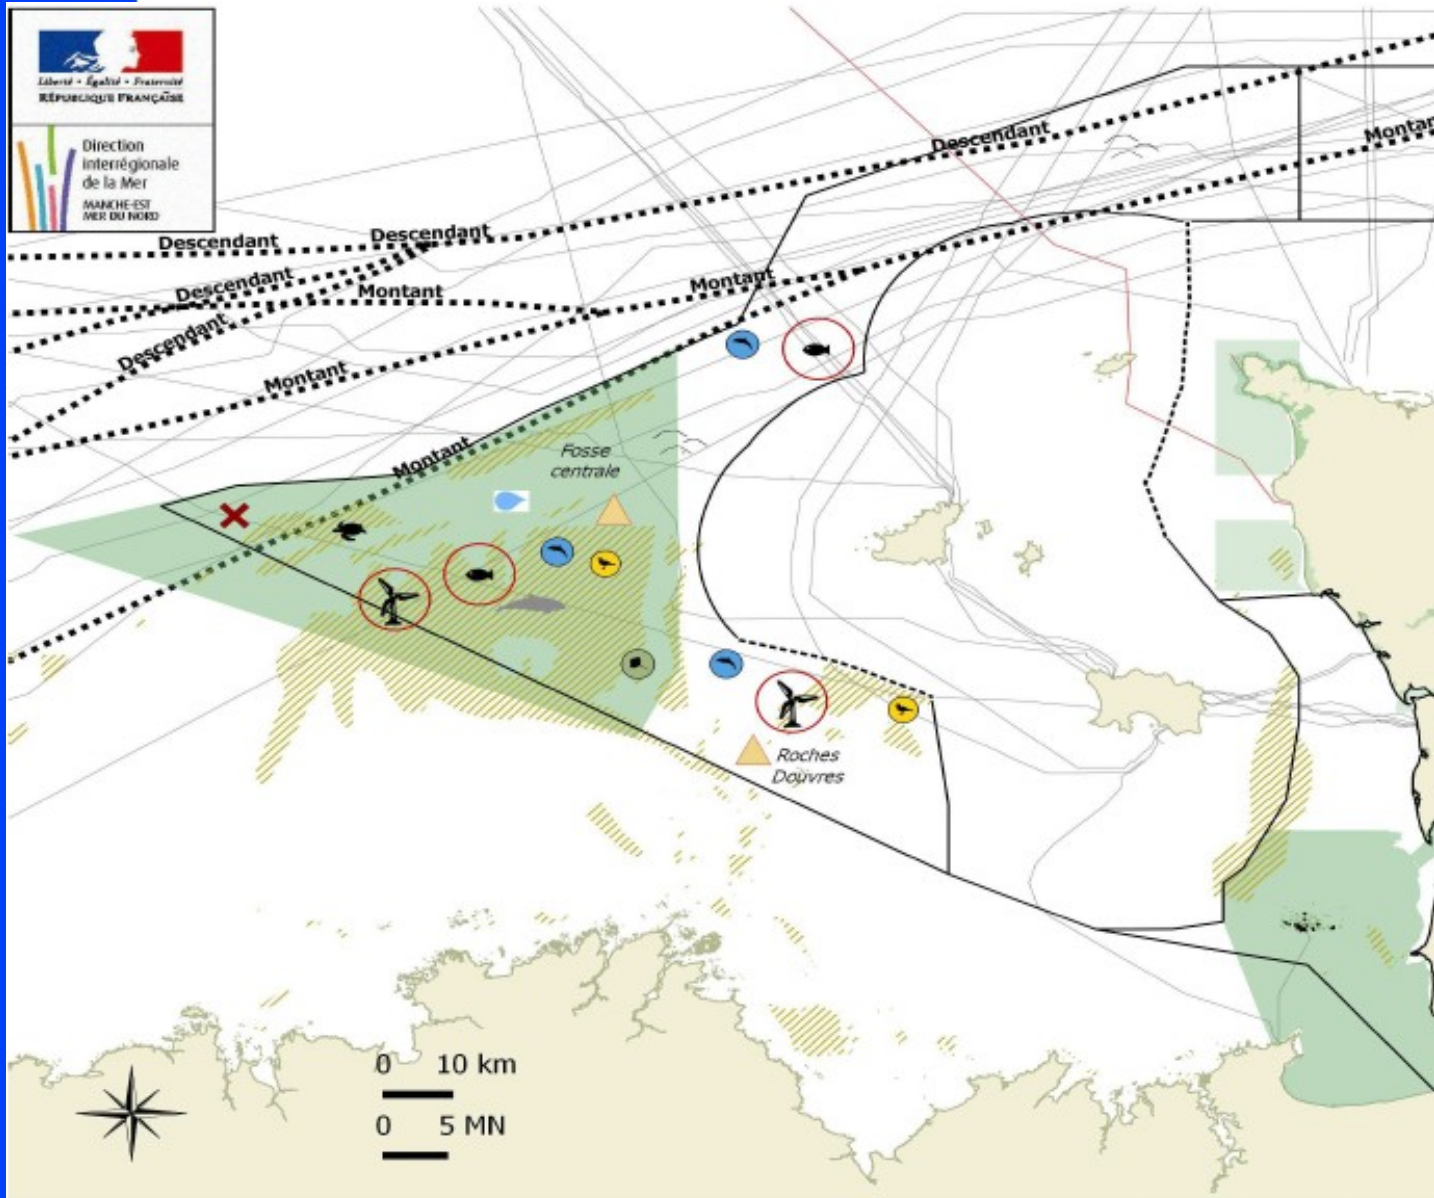 Liberté • Égalité • Fraternité
RÉPUBLIQUE FRANÇAISE
Direction
interrégionale
de la Mer
MANCHE-EST
MER DU NORD
Descendant
Montan
Descendant
Descendant
Descendant
Montant
Montant
Descendant
Montant
Montant
Fosse
centrale
Roches
Douvres
0 10 km
0 5 MN